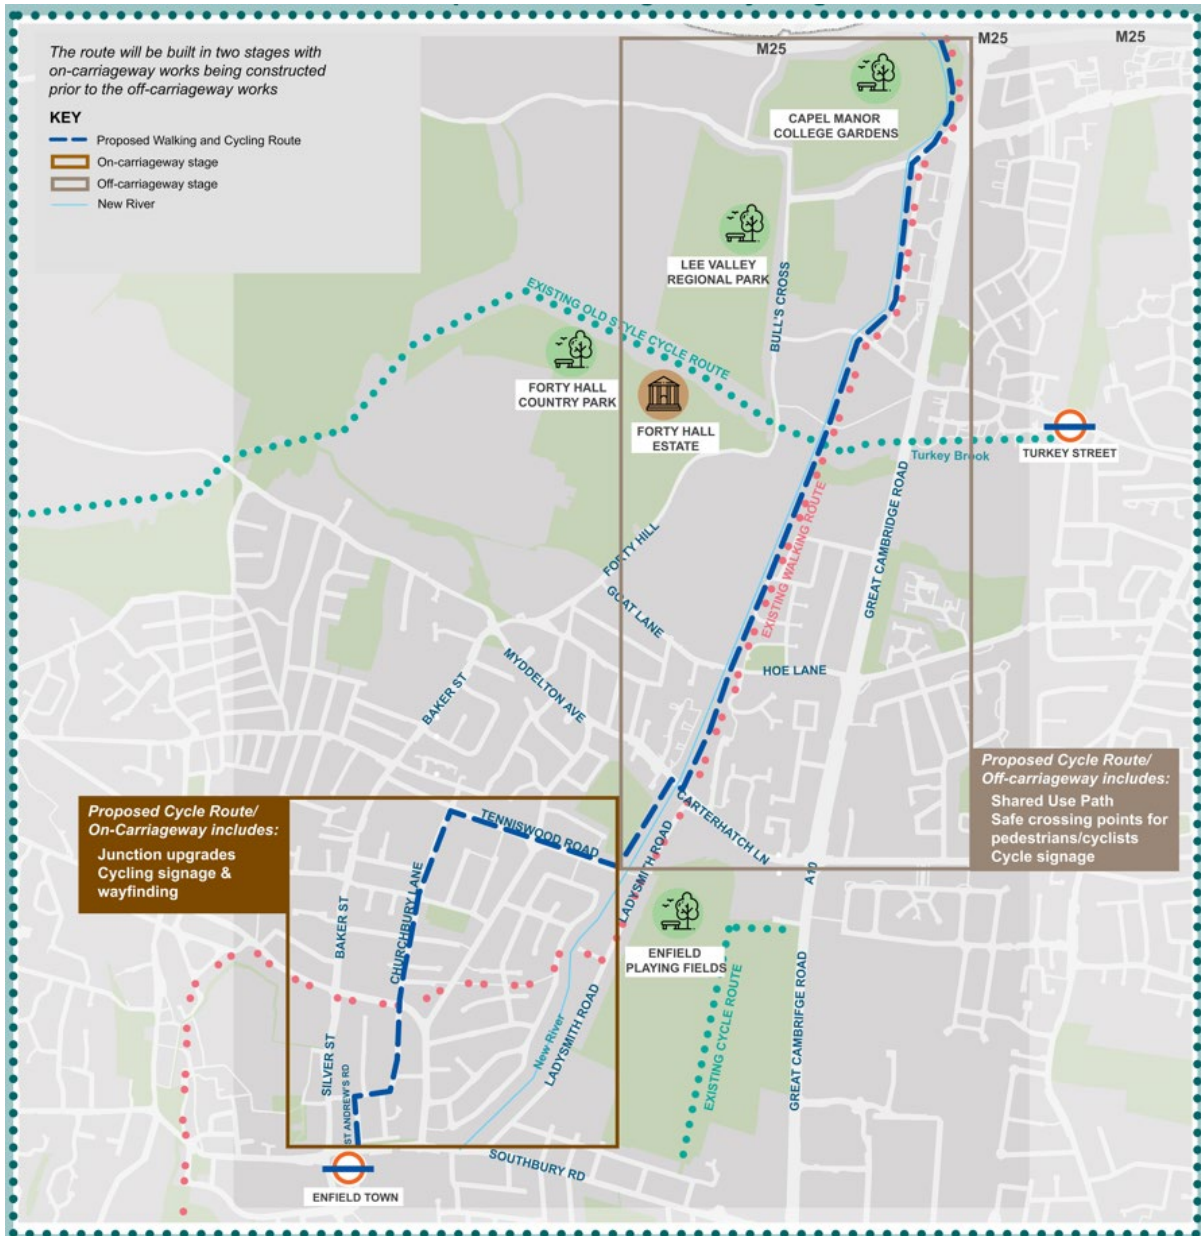 The route will be built in two stages with
on-carriageway works being constructed
prior to the off-carriageway works
KEY
Proposed Walking and Cycling Route
On-carriageway stage
Off-carriageway stage
New River
M25
M25
M25
CAPEL MANOR
COLLEGE GARDENS
LEE VALLEY
REGIONAL PARK
BULL'S CROSS
EXISTING OLD STYLE CYCLE ROUTE
FORTY HALL
COUNTRY PARK
FORTY HALL
ESTATE
Turkey Brook
TURKEY STREET
GREAT CAMBRIDGE ROAD
EXISTING WALKING ROUTE
FORTY HILL
GOAT LANE
HOE LANE
MYDDELTON AVE
BAKER ST
Proposed Cycle Route/
Off-carriageway includes:
Shared Use Path
Safe crossing points for
pedestrians/cyclists
Cycle signage
Proposed Cycle Route/
On-Carriageway includes:
Junction upgrades
Cycling signage &
wayfinding
TENNISWOOD ROAD
CARTERHATCH LN
LADYSMITH ROAD
A10
BAKER ST
CHURCHBURY LANE
ENFIELD
PLAYING FIELDS
EXISTING CYCLE ROUTE
GREAT CAMBRIFGE ROAD
New River
LADYSMITH ROAD
SILVER ST
ST ANDREW'S RD
SOUTHBURY RD
ENFIELD TOWN